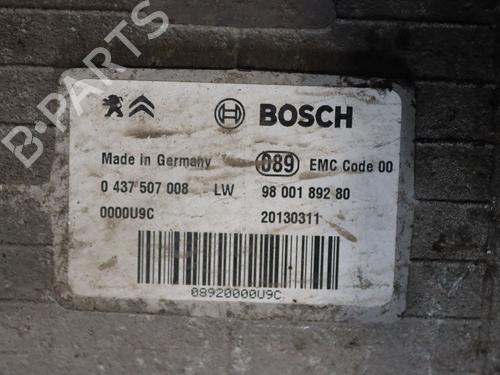 B-Parts
BOSCH
Made in Germany 089 EMC Code 00
0 437 507 008 LW 98 001 892 80
0000U9C 20130311
08920000U9C